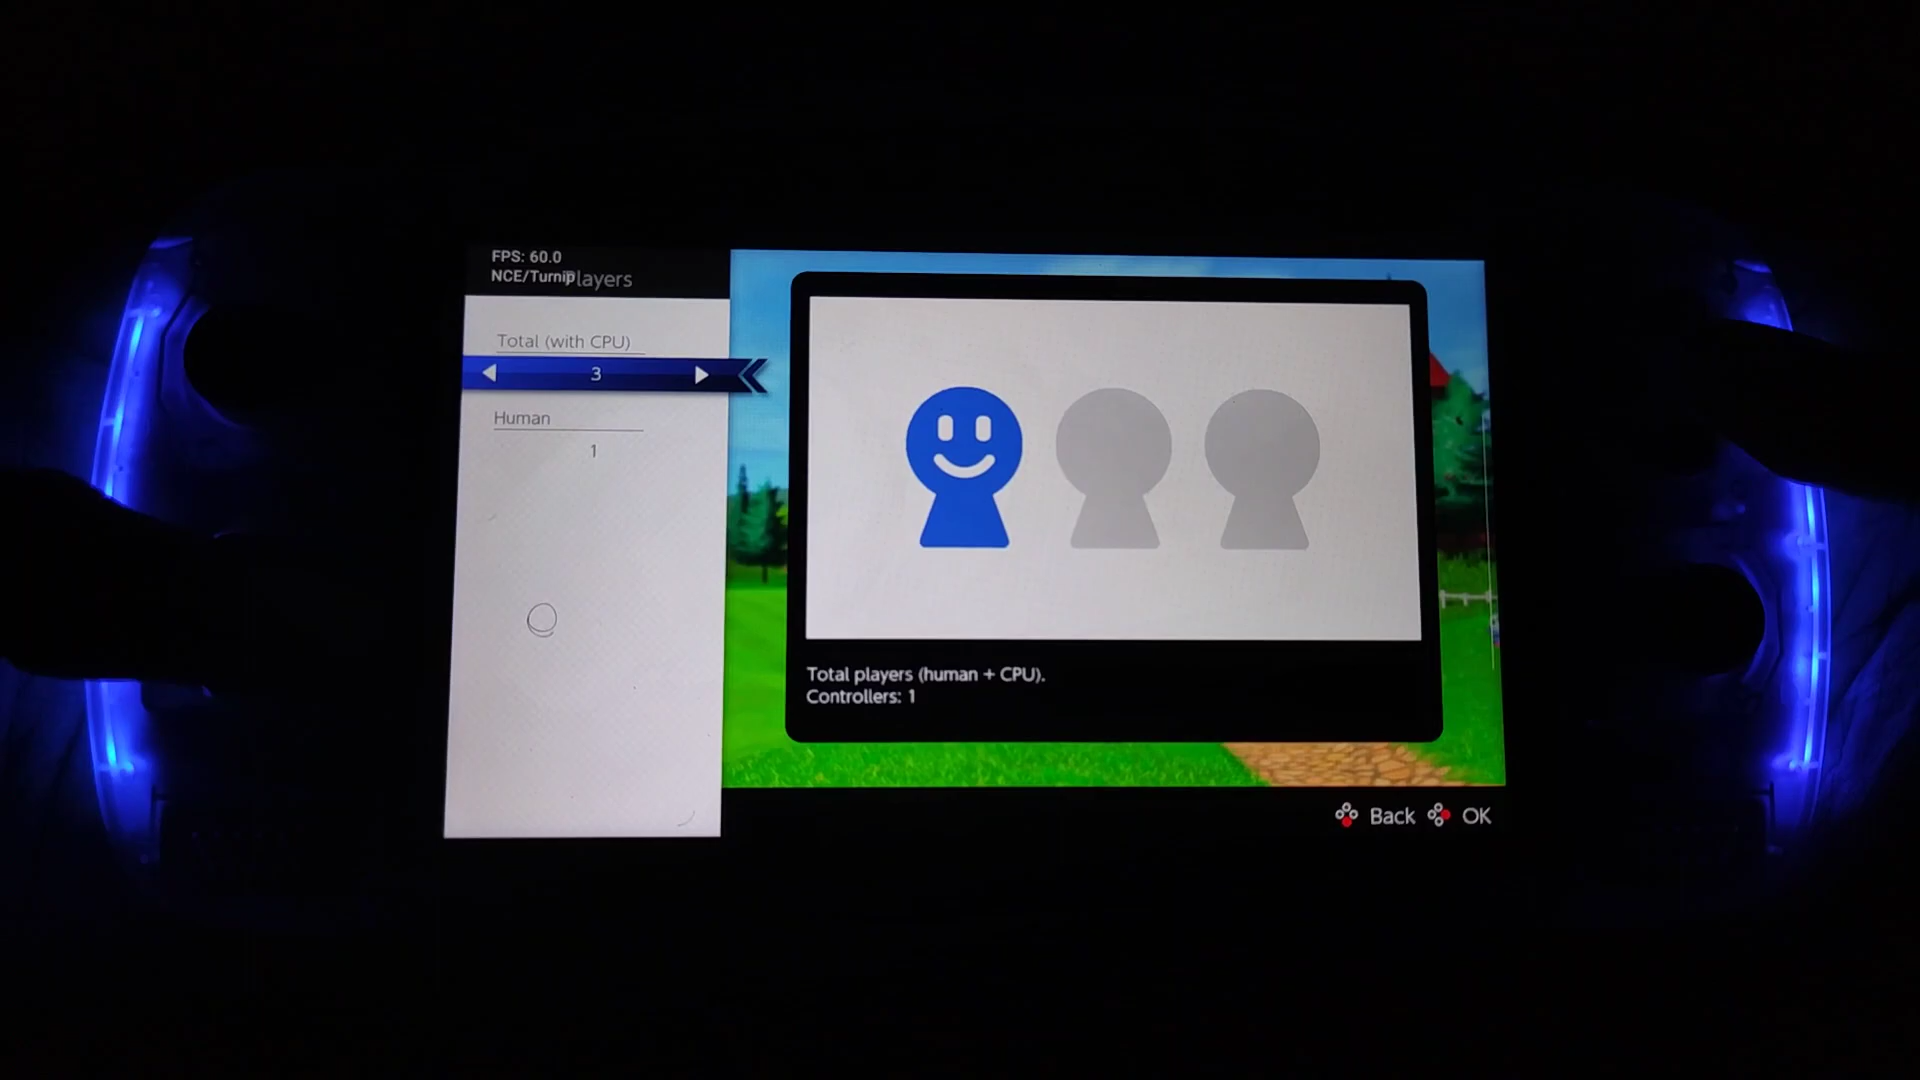 FPS: 60.0
NCE/Turnip
Players
Total (with CPU)
3
Human
1
Total players (human + CPU).
Controllers: 1
Back OK